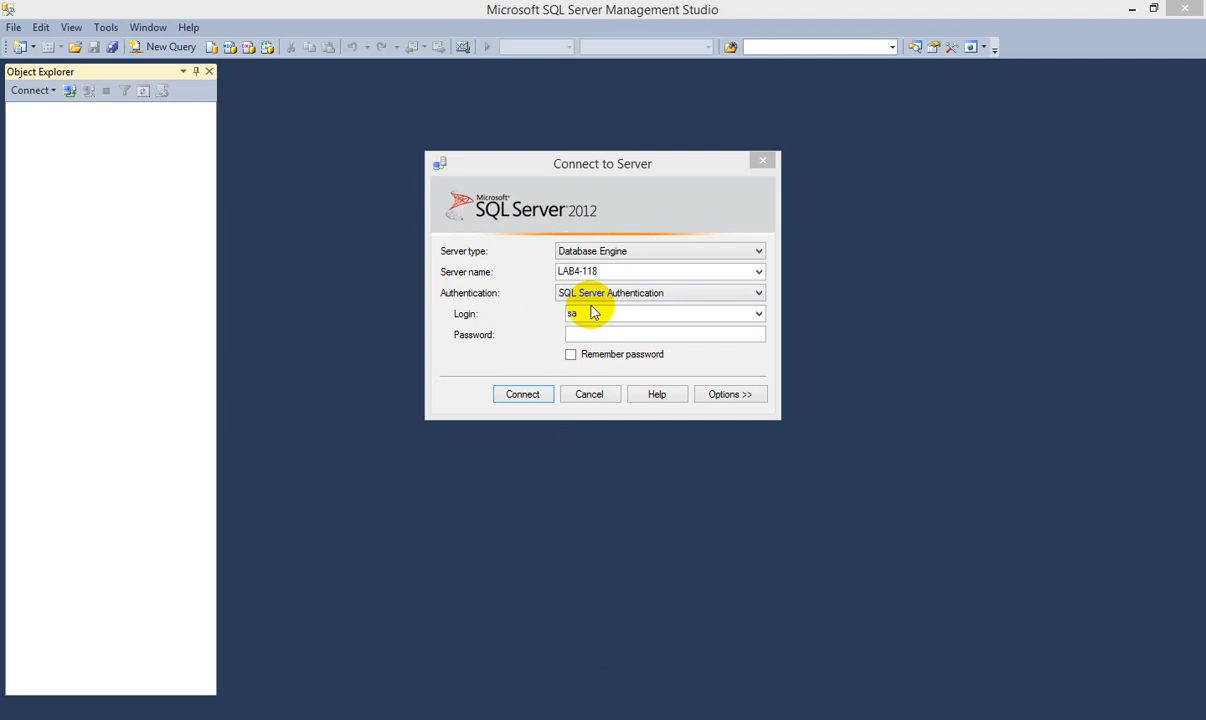 Microsoft SQL Server Management Studio
File Edit View Tools Window Help
New Query
Object Explorer
Connect
Connect to Server
Microsoft®
SQL Server® 2012
Server type: Database Engine
Server name: LAB4-118
Authentication: SQL Server Authentication
Login: sa
Password:
Remember password
Connect Cancel Help Options >>